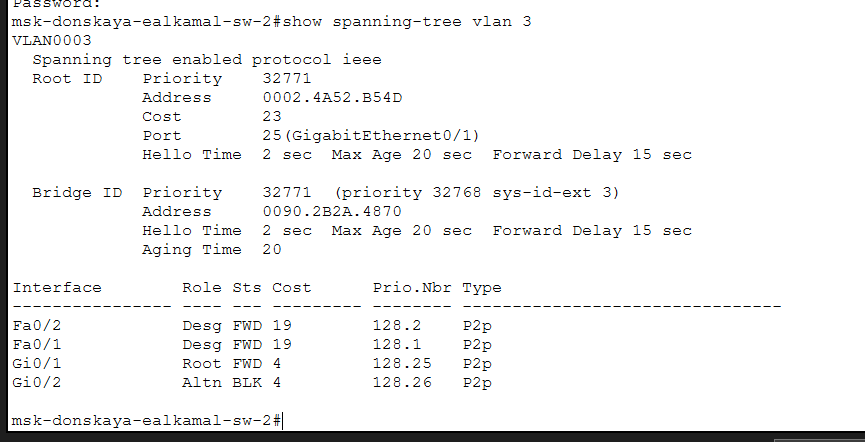 Password:
msk-donskaya-ealkamal-sw-2#show spanning-tree vlan 3
VLAN0003
  Spanning tree enabled protocol ieee
  Root ID    Priority    32771
             Address     0002.4A52.B54D
             Cost        23
             Port        25(GigabitEthernet0/1)
             Hello Time  2 sec  Max Age 20 sec  Forward Delay 15 sec

  Bridge ID  Priority    32771  (priority 32768 sys-id-ext 3)
             Address     0090.2B2A.4870
             Hello Time  2 sec  Max Age 20 sec  Forward Delay 15 sec
             Aging Time  20

Interface        Role Sts Cost      Prio.Nbr Type
---------------- ---- --- --------- -------- --------------------------------
Fa0/2            Desg FWD 19        128.2    P2p
Fa0/1            Desg FWD 19        128.1    P2p
Gi0/1            Root FWD 4         128.25   P2p
Gi0/2            Altn BLK 4         128.26   P2p

msk-donskaya-ealkamal-sw-2#